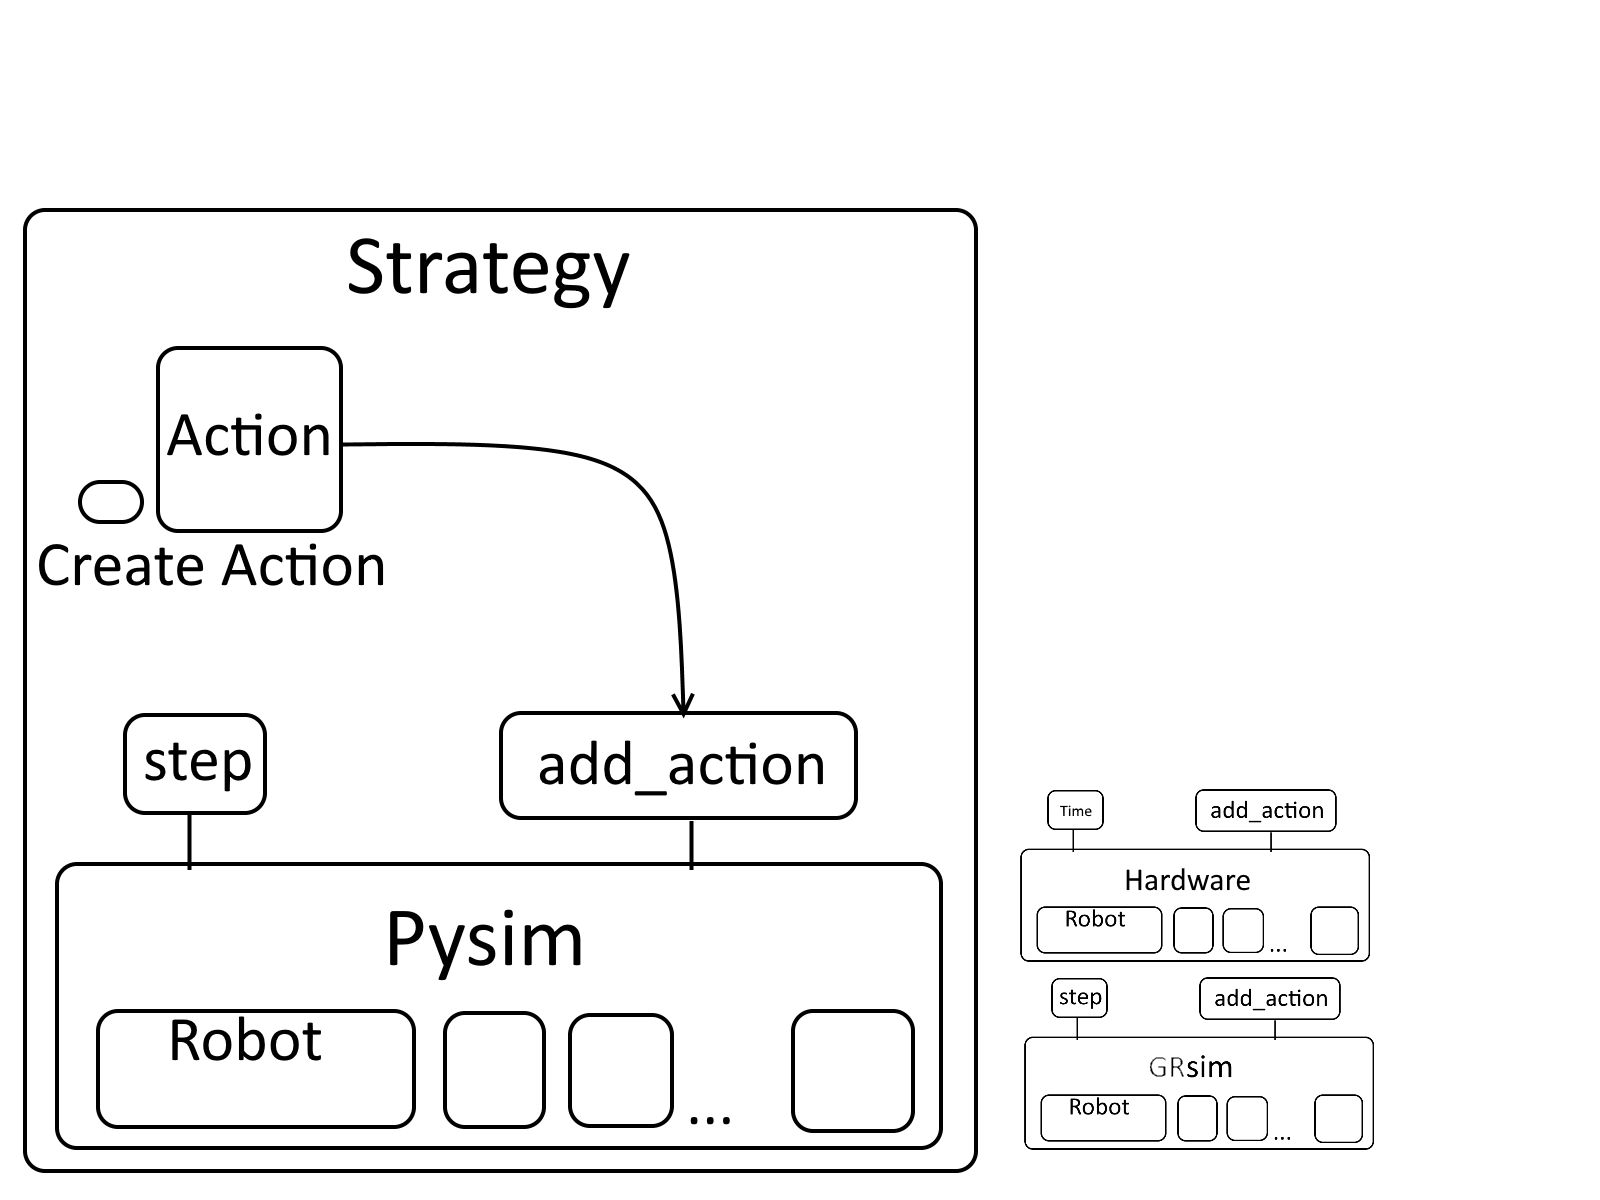 Strategy
Action
Create Action
step
add_action
Pysim
Robot
...
Time
add_action
Hardware
Robot
...
step
add_action
GRsim
Robot
...